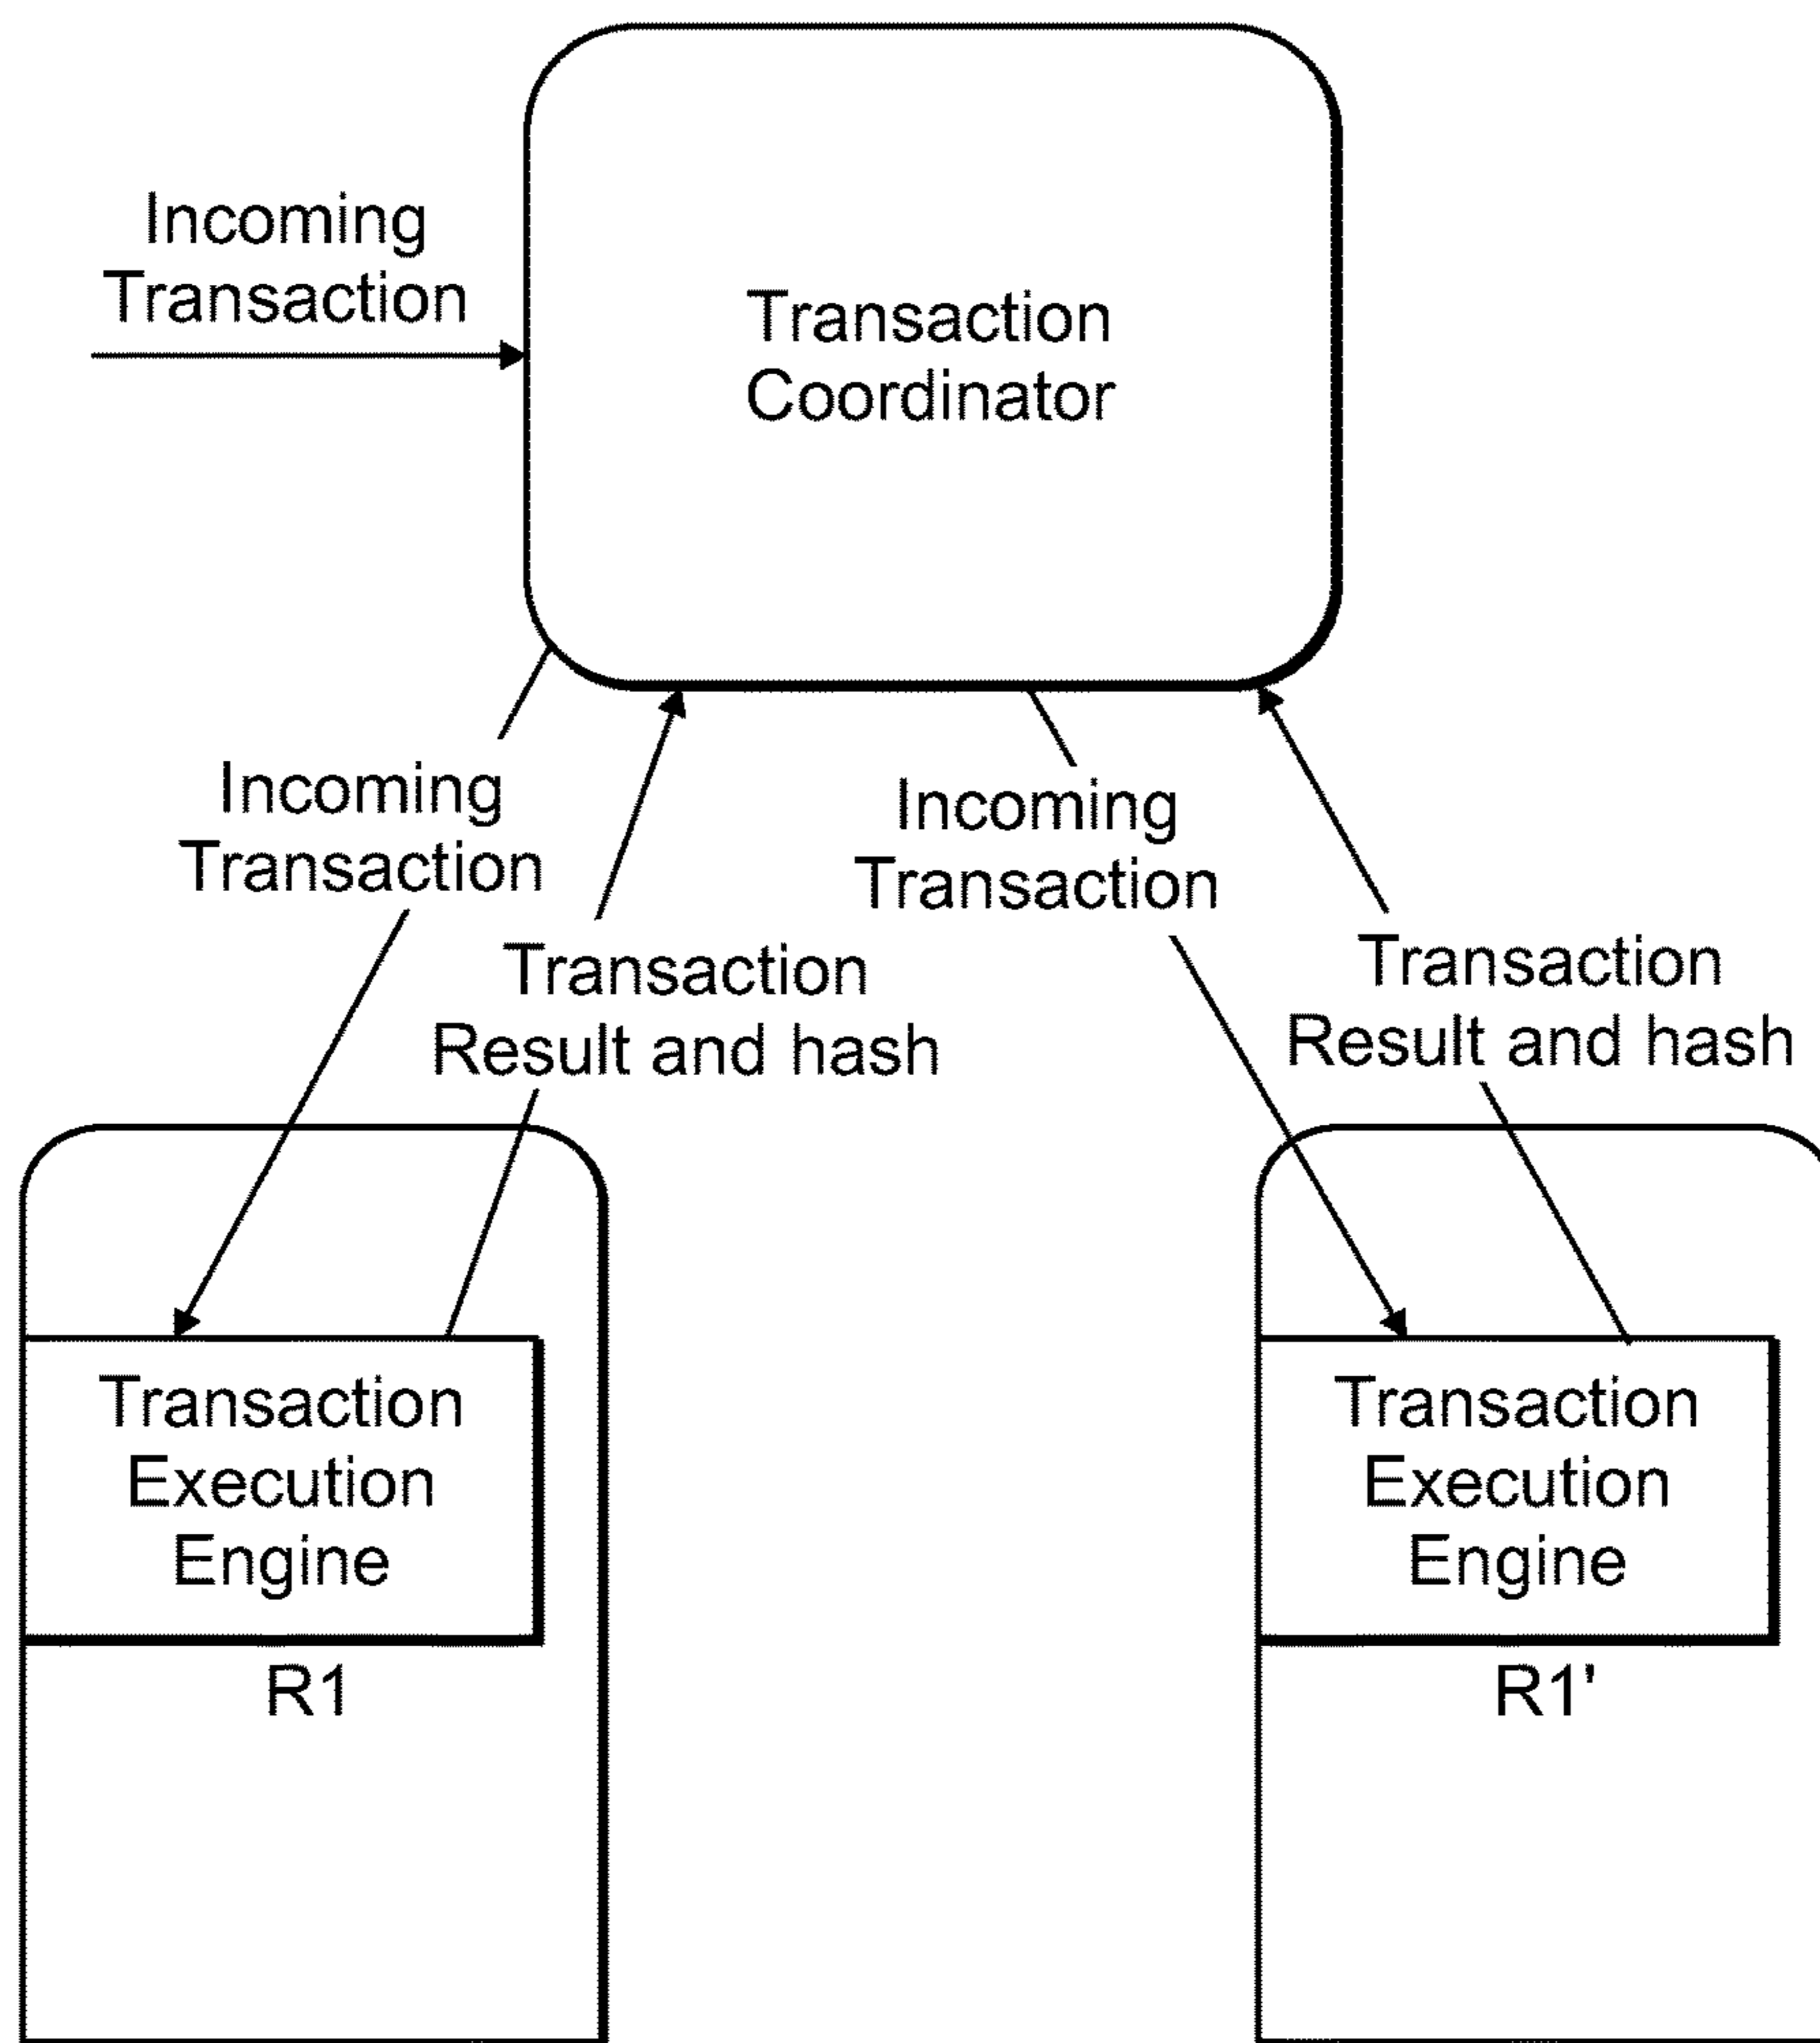 Incoming
Transaction
Transaction
Coordinator
Incoming
Transaction
Transaction
Result and hash
Incoming
Transaction
Transaction
Result and hash
Transaction
Execution
Engine
R1
Transaction
Execution
Engine
R1'